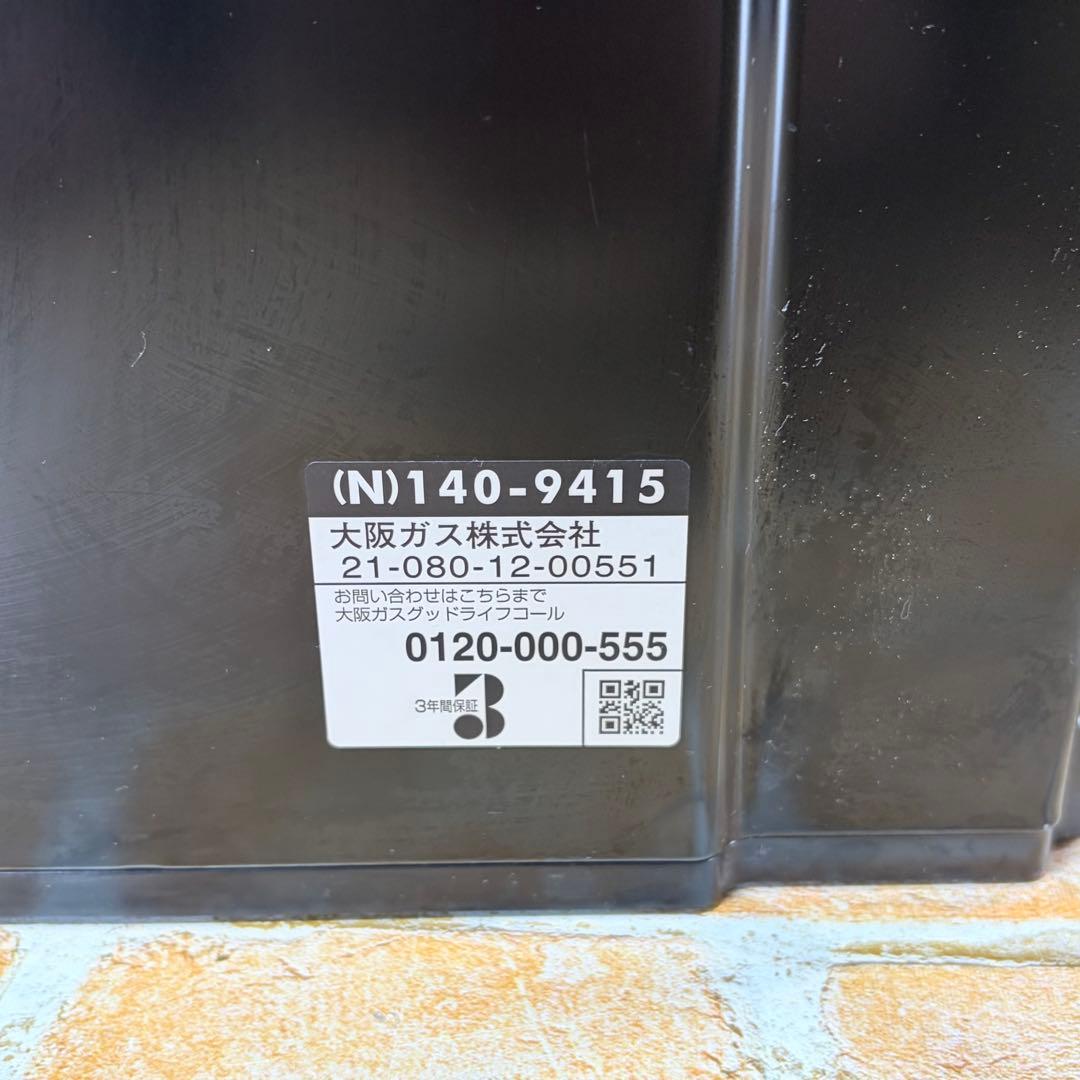 (N)140-9415
大阪ガス株式会社
21-080-12-00551
お問い合わせはこちらまで
大阪ガスグッドライフコール
0120-000-555
3年間保証 3